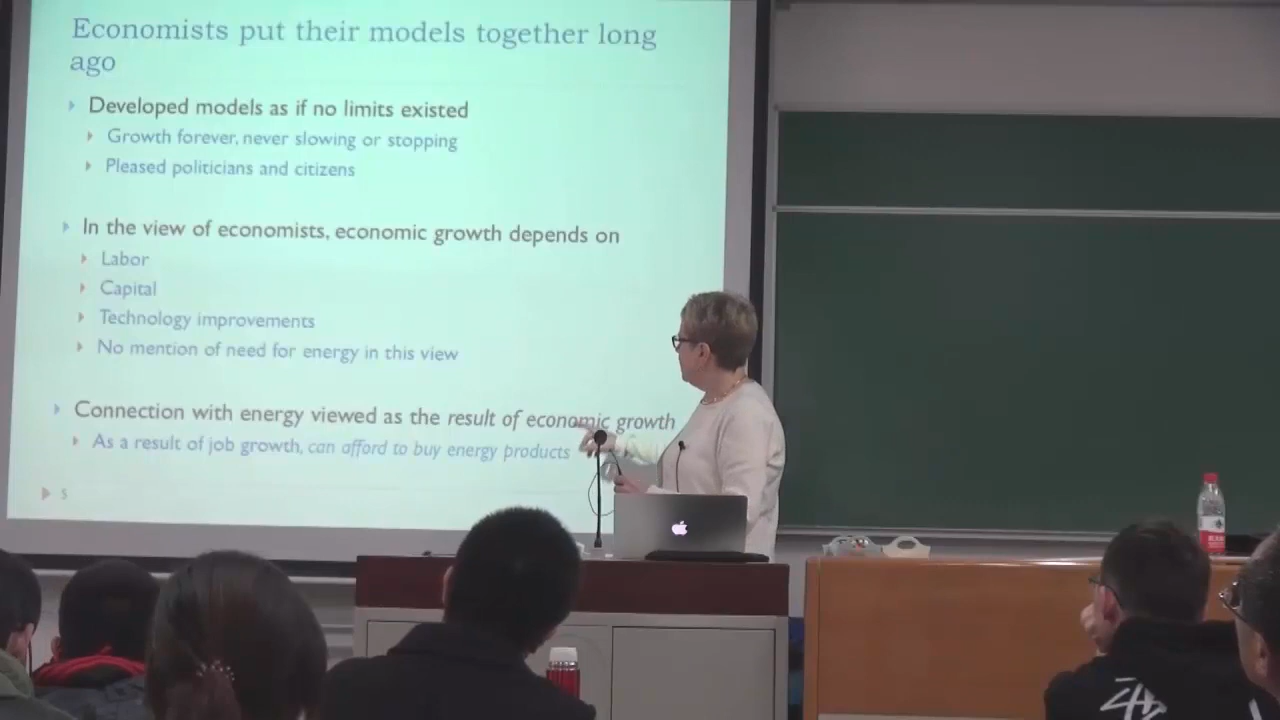 Economists put their models together long
ago
Developed models as if no limits existed
Growth forever, never slowing or stopping
Pleased politicians and citizens
In the view of economists, economic growth depends on
Labor
Capital
Technology improvements
No mention of need for energy in this view
Connection with energy viewed as the result of economic growth
As a result of job growth, can afford to buy energy products
5